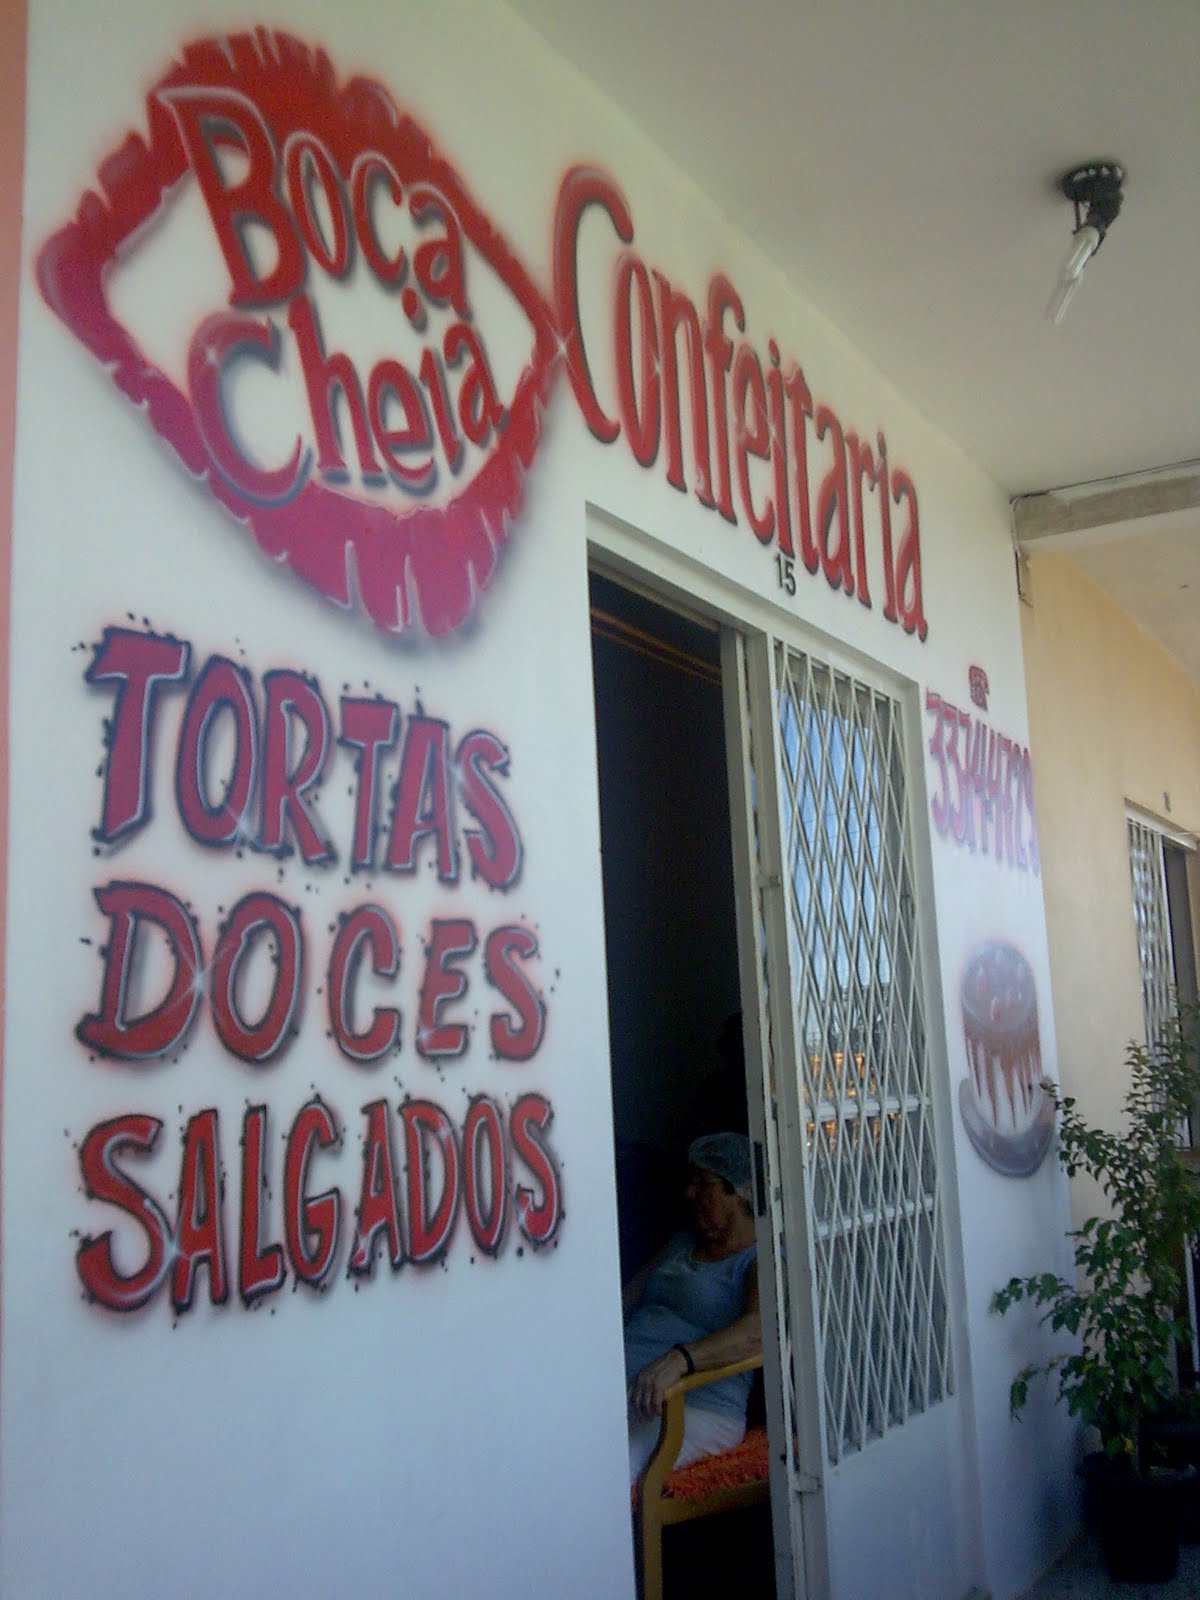 Boca
Cheia
Confeitaria
15
TORTAS
DOCES
SALGADOS